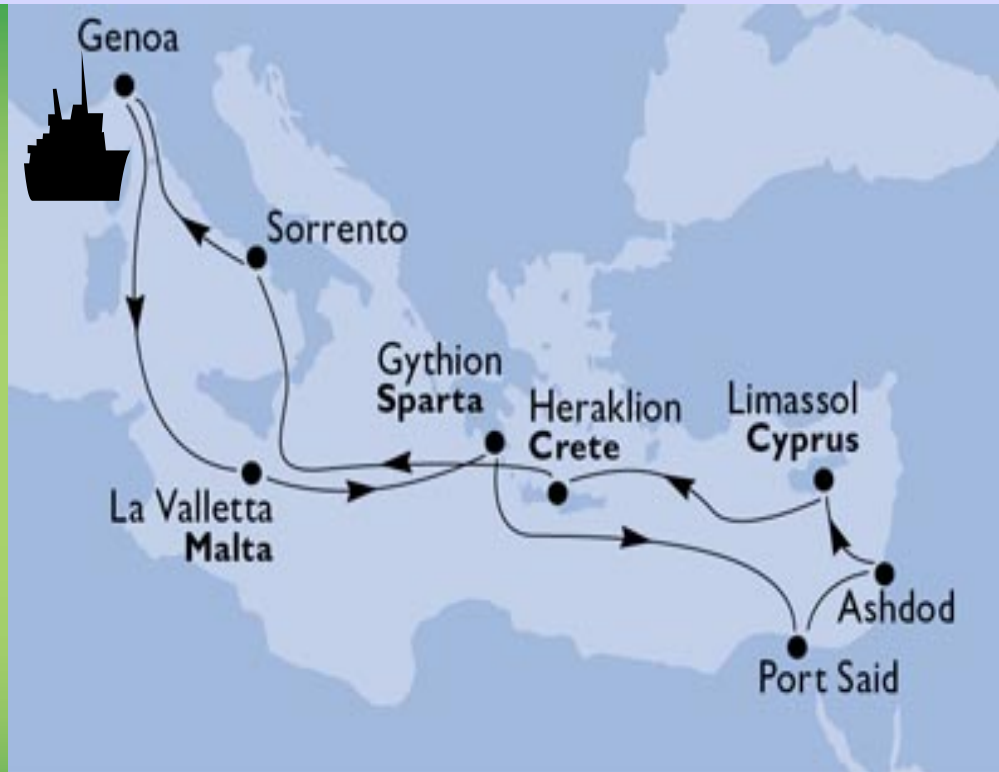 Genoa
Sorrento
Gythion
Sparta
Heraklion
Crete
Limassol
Cyprus
La Valletta
Malta
Ashdod
Port Said